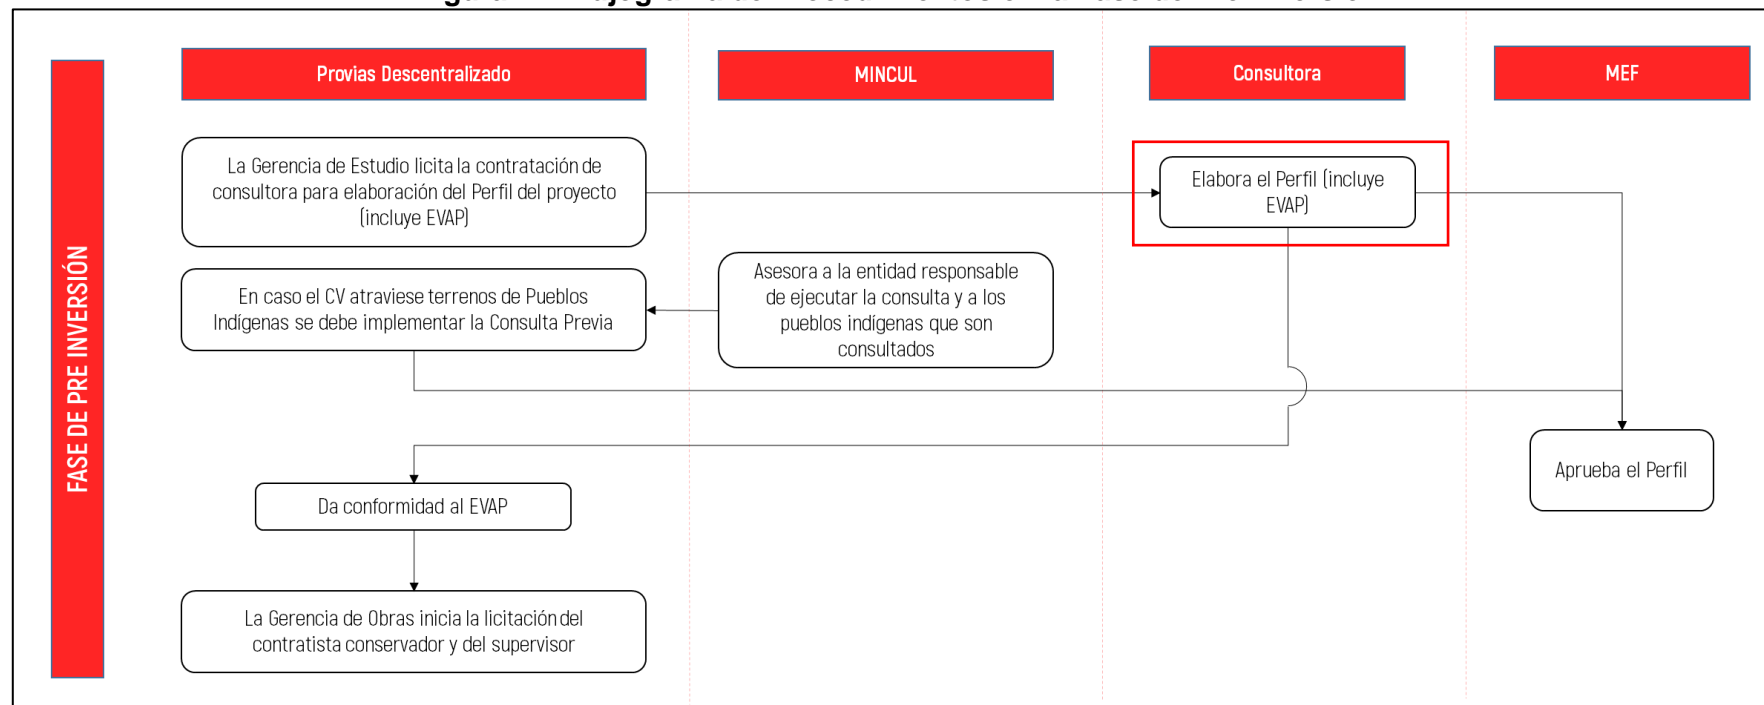 Provias Descentralizado
MINCUL
Consultora
MEF
FASE DE PRE INVERSIÓN
La Gerencia de Estudio licita la contratación de
consultora para elaboración del Perfil del proyecto
(incluye EVAP)
Elabora el Perfil (incluye
EVAP)
En caso el CV atraviese terrenos de Pueblos
Indígenas se debe implementar la Consulta Previa
Asesora a la entidad responsable
de ejecutar la consulta y a los
pueblos indígenas que son
consultados
Aprueba el Perfil
Da conformidad al EVAP
La Gerencia de Obras inicia la licitación del
contratista conservador y del supervisor